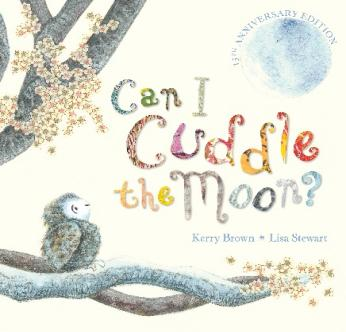 15TH ANNIVERSARY EDITION
Can I
Cuddle
the Moon?
Kerry Brown * Lisa Stewart